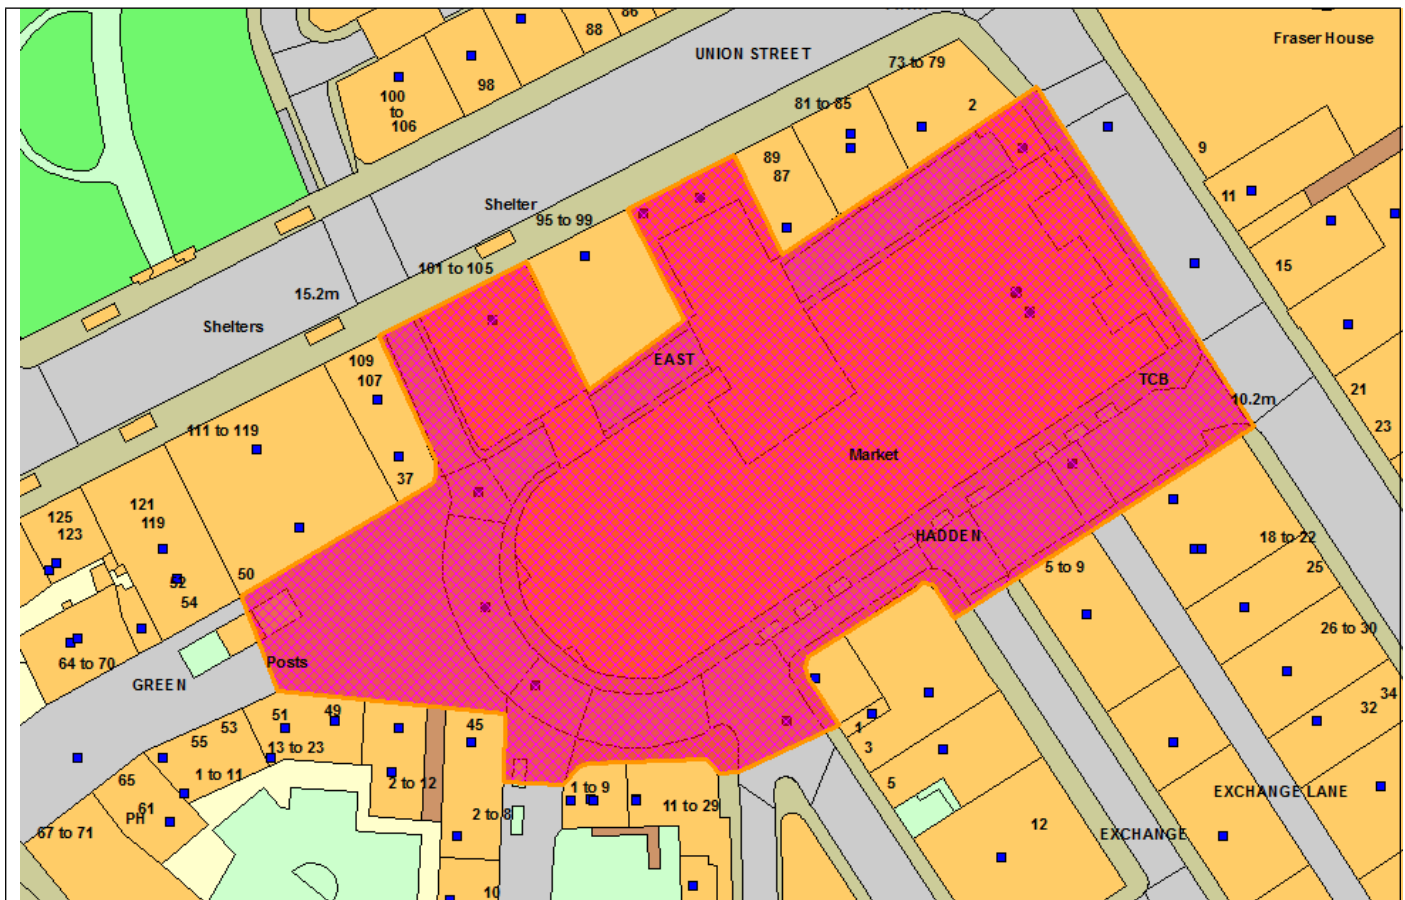 86
88
98
100
to
106
UNION STREET
Fraser House
73 to 79
2
81 to 85
89
87
9
11
Shelter
95 to 99
101 to 105
15.2m
Shelters
15
109
107
EAST
TCB
10.2m
21
23
111 to 119
37
Market
125
123
121
119
HADDEN
18 to 22
25
5 to 9
50
52
54
26 to 30
64 to 70
Posts
GREEN
34
32
51
49
53
55
45
13 to 23
1
3
5
65
61
PH
1 to 11
2 to 12
1 to 9
11 to 29
EXCHANGE LANE
67 to 71
2 to 8
12
EXCHANGE
10